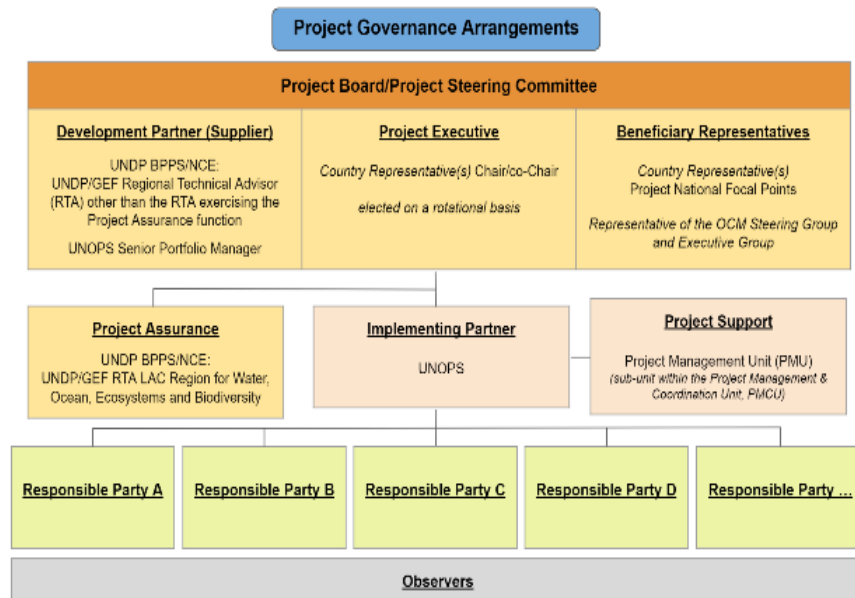 Project Governance Arrangements
Project Board/Project Steering Committee
Development Partner (Supplier)
UNDP BPPS/NCE:
UNDP/GEF Regional Technical Advisor
(RTA) other than the RTA exercising the
Project Assurance function
UNOPS Senior Portfolio Manager
Project Executive
Country Representative(s) Chair/co-Chair
elected on a rotational basis
Beneficiary Representatives
Country Representative(s)
Project National Focal Points
Representative of the OCM Steering Group
and Executive Group
Project Assurance
UNDP BPPS/NCE:
UNDP/GEF RTA LAC Region for Water,
Ocean, Ecosystems and Biodiversity
Implementing Partner
UNOPS
Project Support
Project Management Unit (PMU)
(sub-unit within the Project Management &
Coordination Unit, PMCU)
Responsible Party A
Responsible Party B
Responsible Party C
Responsible Party D
Responsible Party ...
Observers